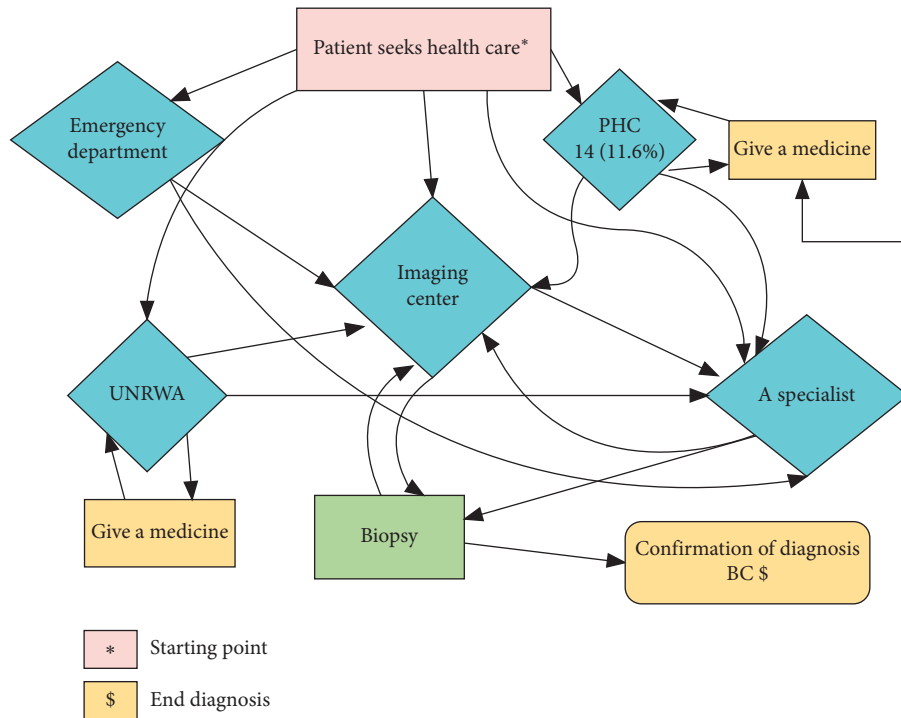 Patient seeks health care*
Emergency
department
PHC
14 (11.6%)
Give a medicine
Imaging
center
UNRWA
A specialist
Give a medicine
Biopsy
Confirmation of diagnosis
BC $
* Starting point
$ End diagnosis